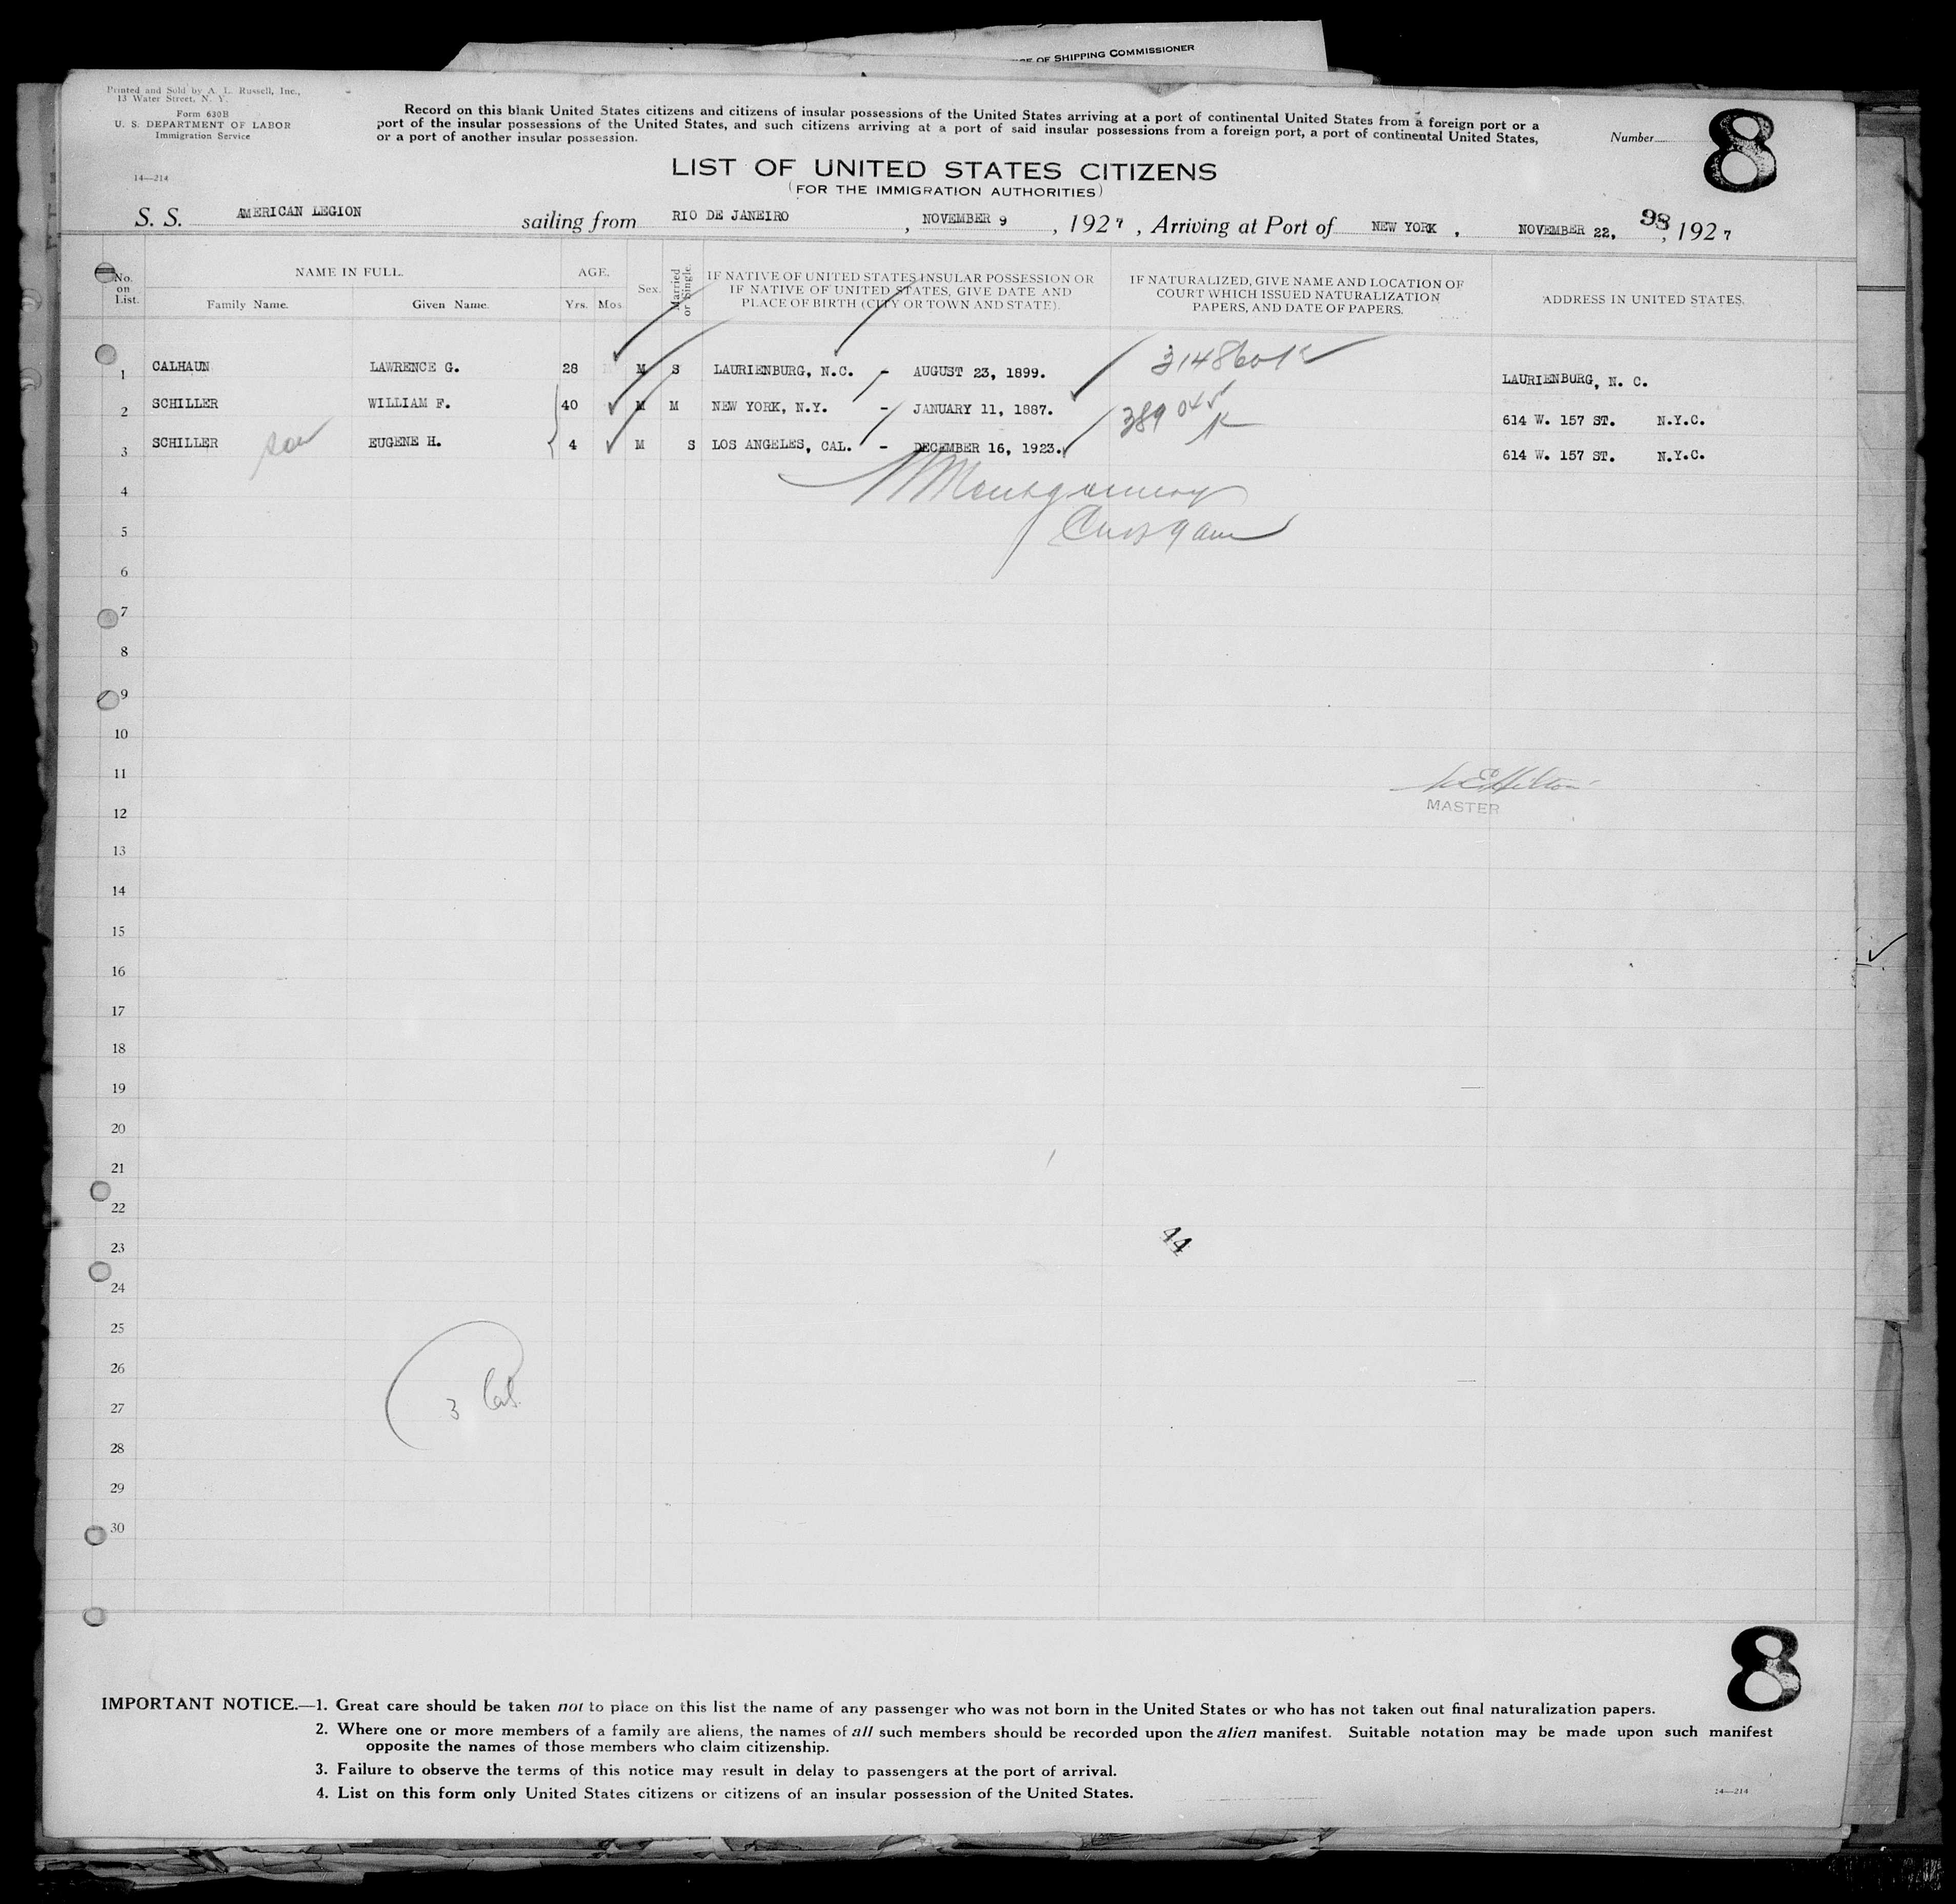 OF SHIPPING COMMISSIONER
Printed and Sold by A. L. Russell, Inc.,
13 Water Street, N. Y.
Form 630B
U. S. DEPARTMENT OF LABOR
Immigration Service
14—214
Record on this blank United States citizens and citizens of insular possessions of the United States arriving at a port of continental United States from a foreign port or a
port of the insular possessions of the United States, and such citizens arriving at a port of said insular possessions from a foreign port, a port of continental United States,
or a port of another insular possession.
Number 8
LIST OF UNITED STATES CITIZENS
(FOR THE IMMIGRATION AUTHORITIES)
S. S. AMERICAN LEGION sailing from RIO DE JANEIRO, NOVEMBER 9, 1927, Arriving at Port of NEW YORK, NOVEMBER 22, 98, 1927
No. on List.
NAME IN FULL.
Family Name. Given Name.
AGE.
Yrs. Mos.
Sex.
Married or Single.
IF NATIVE OF UNITED STATES INSULAR POSSESSION OR
IF NATIVE OF UNITED STATES, GIVE DATE AND
PLACE OF BIRTH (CITY OR TOWN AND STATE).
IF NATURALIZED, GIVE NAME AND LOCATION OF
COURT WHICH ISSUED NATURALIZATION
PAPERS, AND DATE OF PAPERS.
ADDRESS IN UNITED STATES.
1 CALHAUN LAWRENCE G. 28 M S LAURIENBURG, N.C. - AUGUST 23, 1899. LAURIENBURG, N. C.
2 SCHILLER WILLIAM F. 40 M M NEW YORK, N.Y. - JANUARY 11, 1887. 614 W. 157 ST. N.Y.C.
3 SCHILLER son EUGENE H. 4 M S LOS ANGELES, CAL. - DECEMBER 16, 1923. 614 W. 157 ST. N.Y.C.
4 Montgomery
5
6
7
8
9
10
11 Hilton
12 MASTER
13
14
15
16
17
18
19
20
21
22
23 44
24
25
26
27 3
28
29
30
8
IMPORTANT NOTICE.—1. Great care should be taken not to place on this list the name of any passenger who was not born in the United States or who has not taken out final naturalization papers.
2. Where one or more members of a family are aliens, the names of all such members should be recorded upon the alien manifest. Suitable notation may be made upon such manifest
opposite the names of those members who claim citizenship.
3. Failure to observe the terms of this notice may result in delay to passengers at the port of arrival.
4. List on this form only United States citizens or citizens of an insular possession of the United States.
14—214